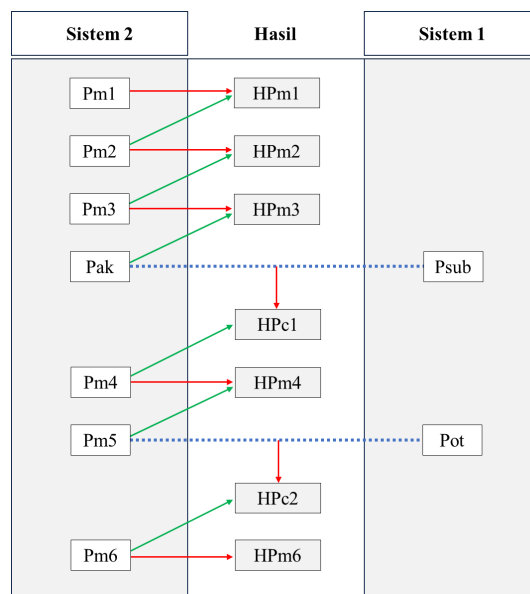 Sistem 2 Hasil Sistem 1
Pm1 HPm1
Pm2 HPm2
Pm3 HPm3
Pak Psub
HPc1
Pm4 HPm4
Pm5 Pot
HPc2
Pm6 HPm6